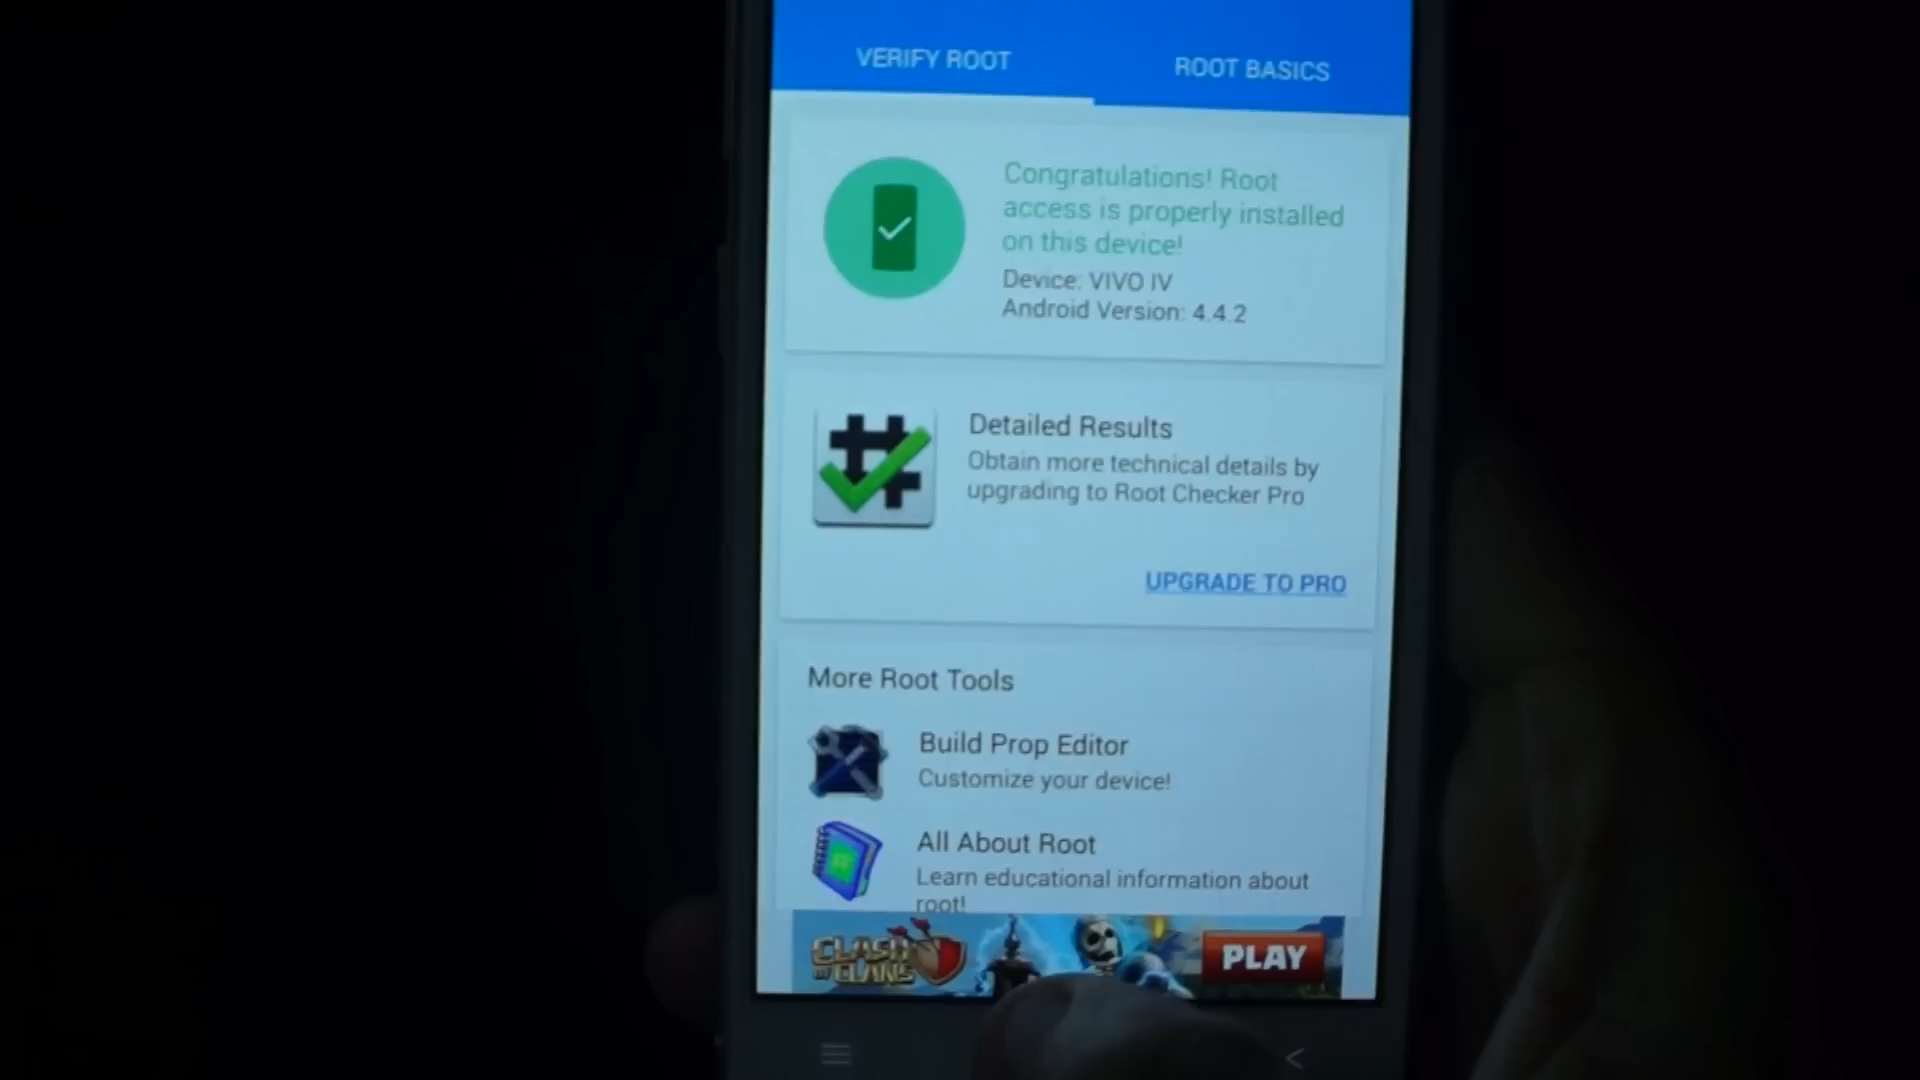 VERIFY ROOT
ROOT BASICS
Congratulations! Root
access is properly installed
on this device!
Device: VIVO IV
Android Version: 4.4.2
Detailed Results
Obtain more technical details by
upgrading to Root Checker Pro
UPGRADE TO PRO
More Root Tools
Build Prop Editor
Customize your device!
All About Root
Learn educational information about
root!
CLASH
OF CLANS
PLAY